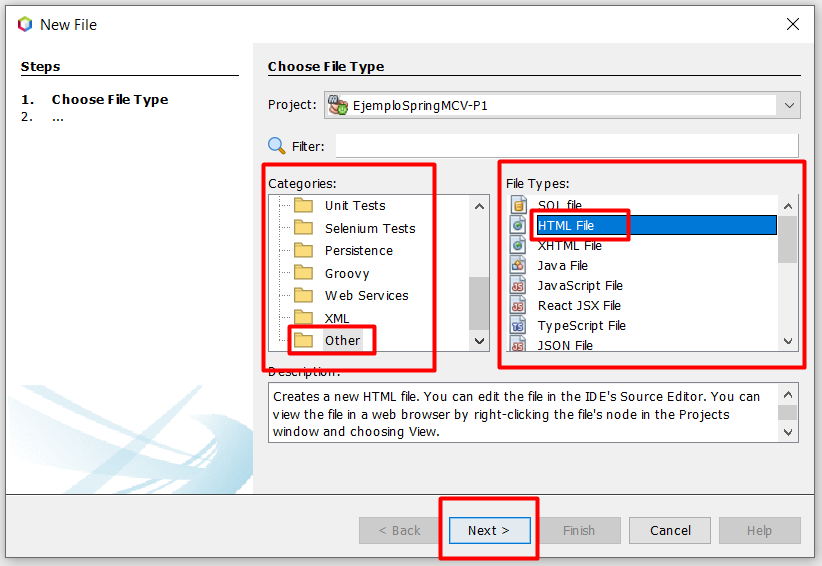 New File
Steps
1. Choose File Type
2. ...
Choose File Type
Project: EjemploSpringMCV-P1
Filter:
Categories:
Unit Tests
Selenium Tests
Persistence
Groovy
Web Services
XML
Other
File Types:
SQL file
HTML File
XHTML File
Java File
JavaScript File
React JSX File
TypeScript File
JSON File
Description:
Creates a new HTML file. You can edit the file in the IDE's Source Editor. You can
view the file in a web browser by right-clicking the file's node in the Projects
window and choosing View.
< Back Next > Finish Cancel Help